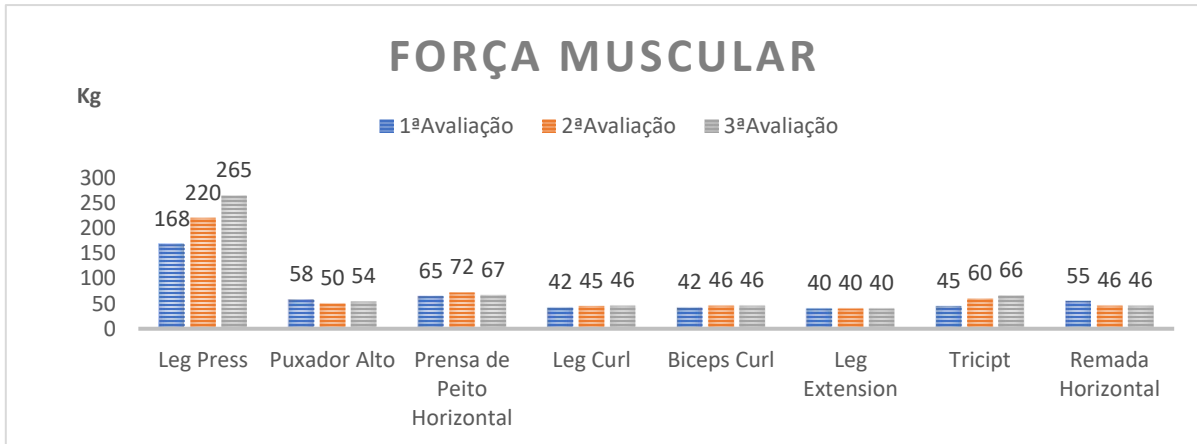 FORÇA MUSCULAR
Kg
1ªAvaliação 2ªAvaliação 3ªAvaliação
300
250
200
150
100
50
0
168 220 265
58 50 54
65 72 67
42 45 46
42 46 46
40 40 40
45 60 66
55 46 46
Leg Press
Puxador Alto
Prensa de
Peito
Horizontal
Leg Curl
Biceps Curl
Leg
Extension
Tricipt
Remada
Horizontal